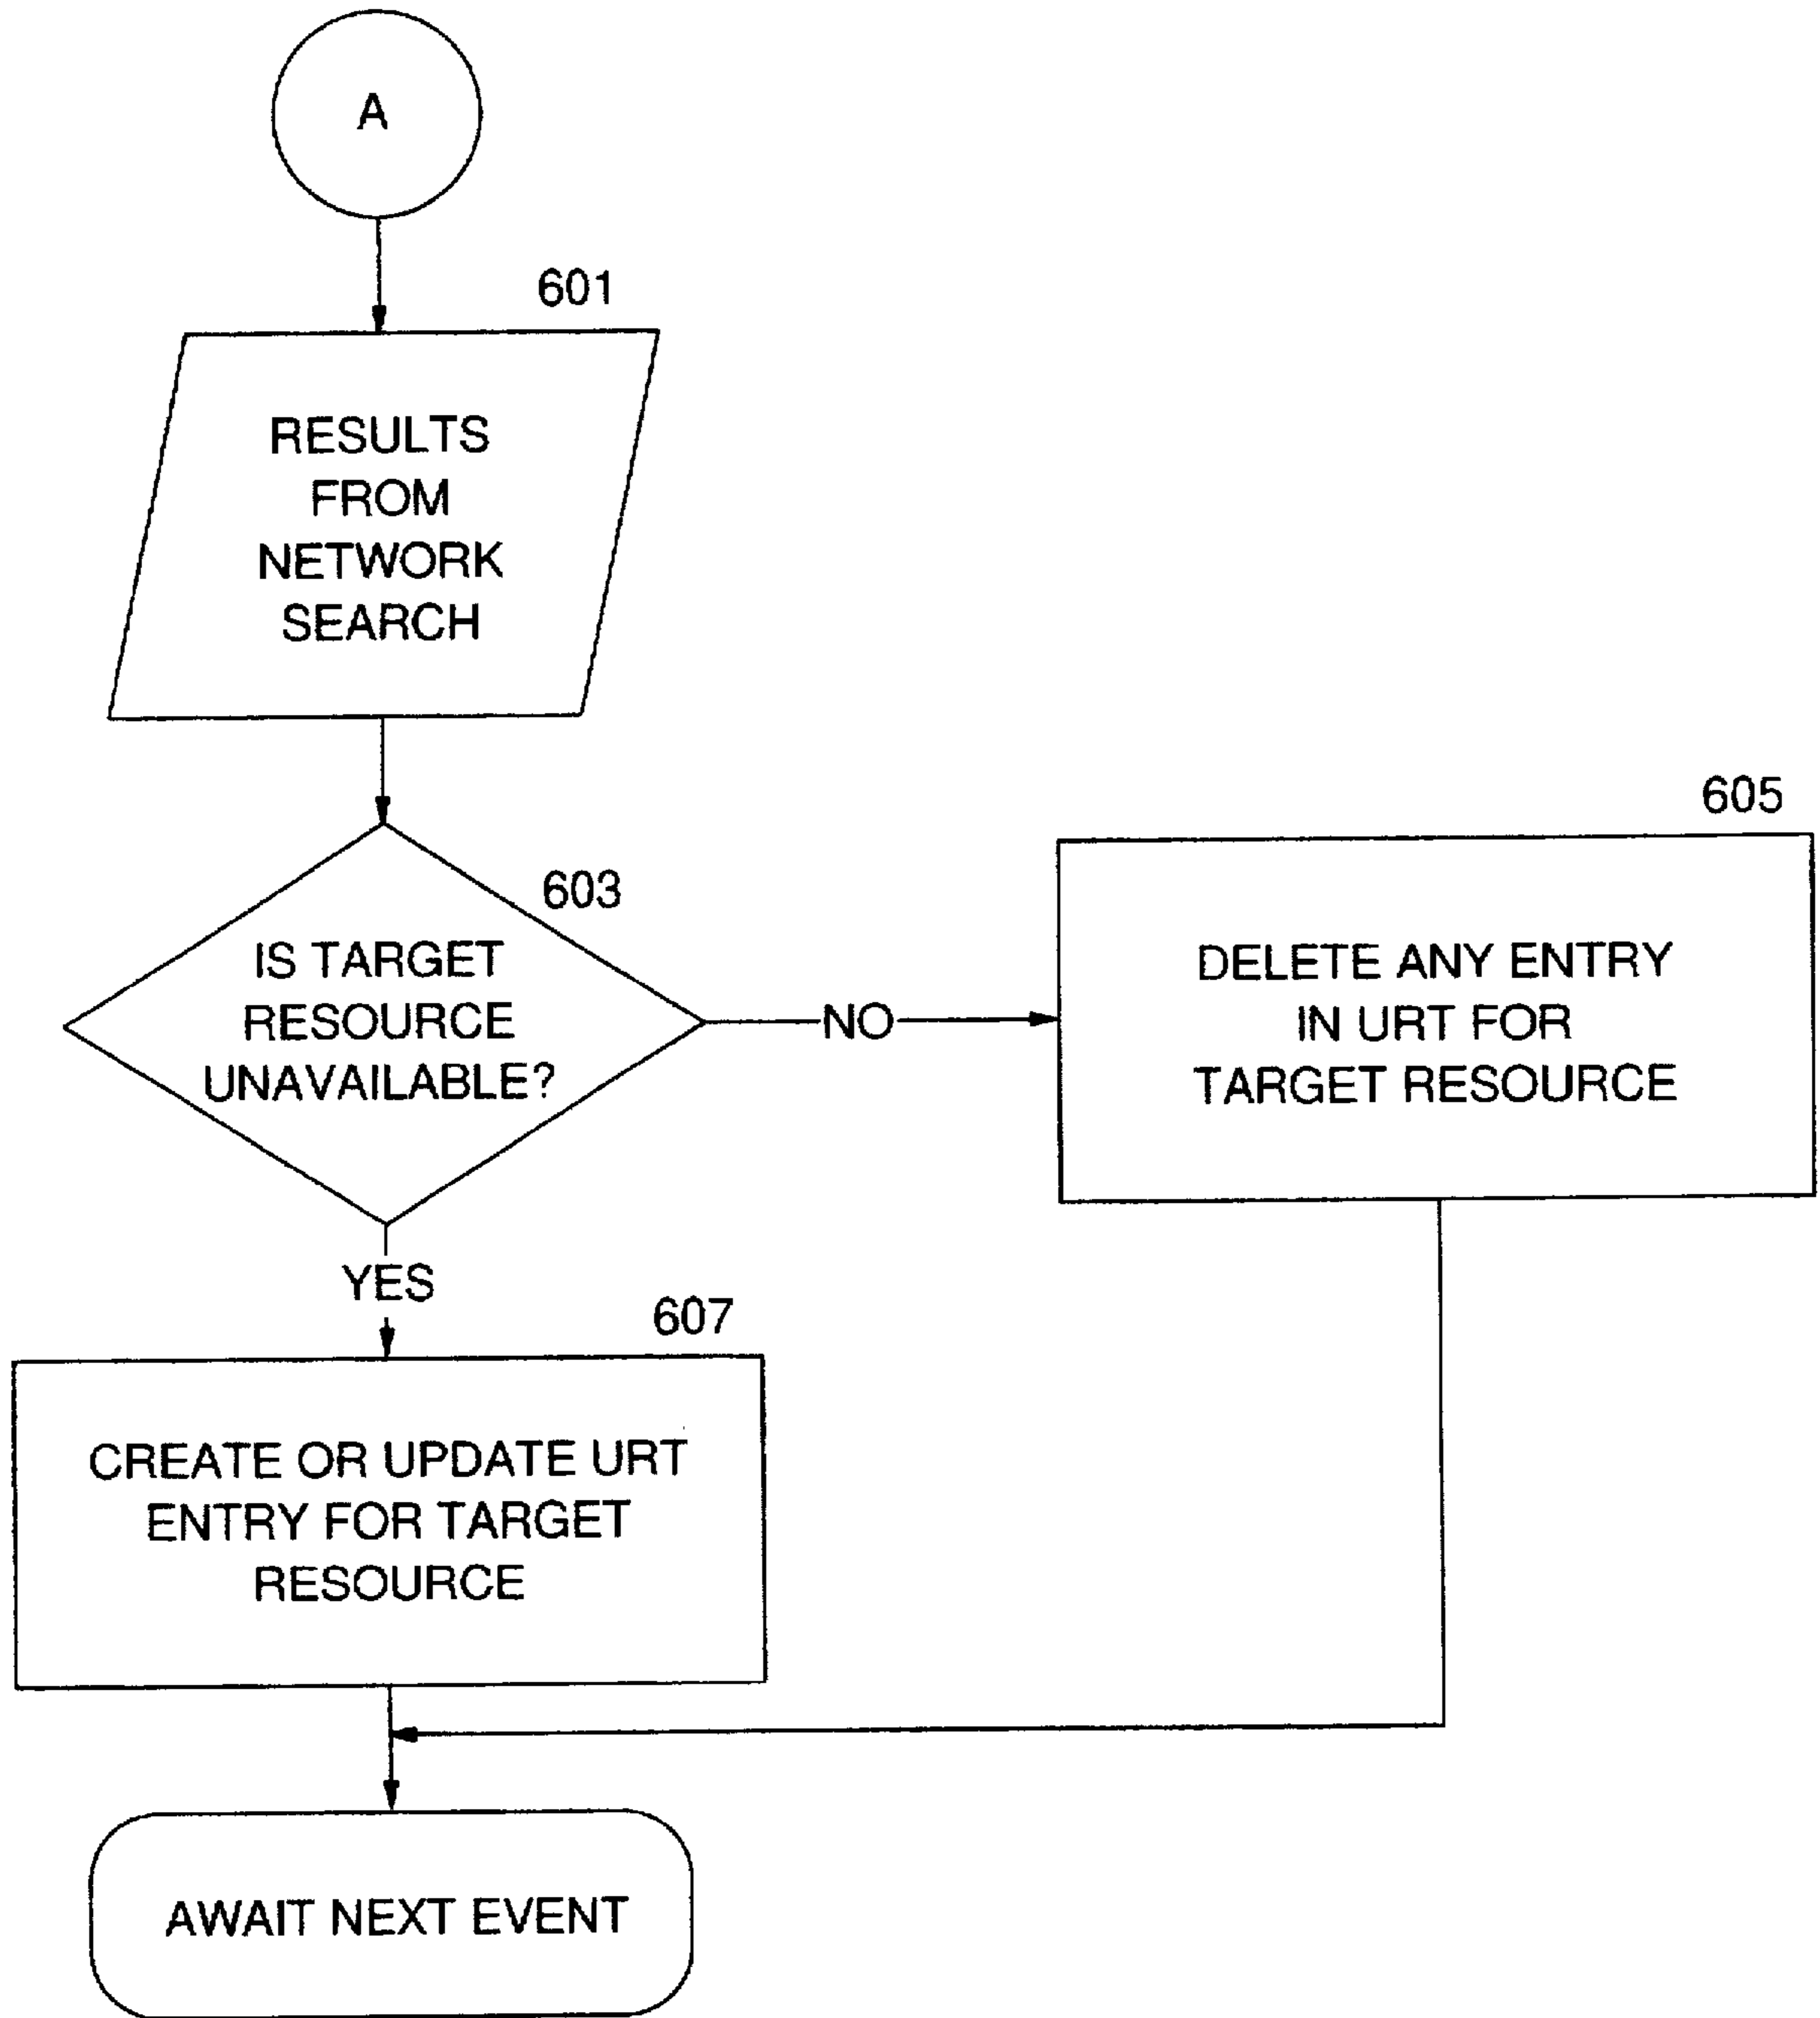 A
601
RESULTS
FROM
NETWORK
SEARCH
603
IS TARGET
RESOURCE
UNAVAILABLE?
NO
605
DELETE ANY ENTRY
IN URT FOR
TARGET RESOURCE
YES
607
CREATE OR UPDATE URT
ENTRY FOR TARGET
RESOURCE
AWAIT NEXT EVENT